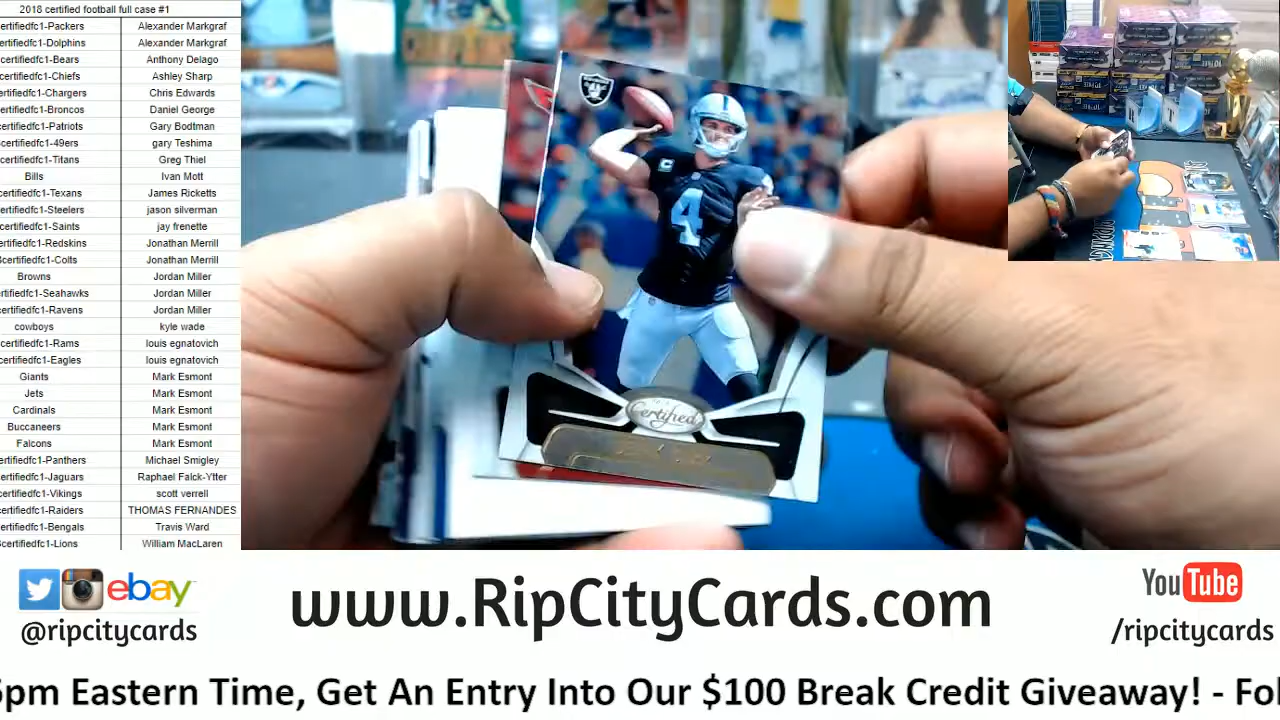 2018 certified football full case #1
ertifiedfc1-Packers Alexander Markgraf
certifiedfc1-Dolphins Alexander Markgraf
certifiedfc1-Bears Anthony Delago
certifiedfc1-Chiefs Ashley Sharp
ertifiedfc1-Chargers Chris Edwards
certifiedfc1-Broncos Daniel George
ertifiedfc1-Patriots Gary Bodtman
certifiedfc1-49ers gary Teshima
certifiedfc1-Titans Greg Thiel
Bills Ivan Mott
certifiedfc1-Texans James Ricketts
certifiedfc1-Steelers jason silverman
certifiedfc1-Saints jay frenette
ertifiedfc1-Redskins Jonathan Merrill
certifiedfc1-Colts Jonathan Merrill
Browns Jordan Miller
rtifiedfc1-Seahawks Jordan Miller
ertifiedfc1-Ravens Jordan Miller
cowboys kyle wade
certifiedfc1-Rams louis egnatovich
certifiedfc1-Eagles louis egnatovich
Giants Mark Esmont
Jets Mark Esmont
Cardinals Mark Esmont
Buccaneers Mark Esmont
Falcons Mark Esmont
ertifiedfc1-Panthers Michael Smigley
ertifiedfc1-Jaguars Raphael Falck-Ytter
certifiedfc1-Vikings scott verrell
ertifiedfc1-Raiders THOMAS FERNANDES
ertifiedfc1-Bengals Travis Ward
certifiedfc1-Lions William MacLaren
RAIDERS
C
4
Certified
ebay
@ripcitycards
www.RipCityCards.com
YouTube
/ripcitycards
5pm Eastern Time, Get An Entry Into Our $100 Break Credit Giveaway! - Fol